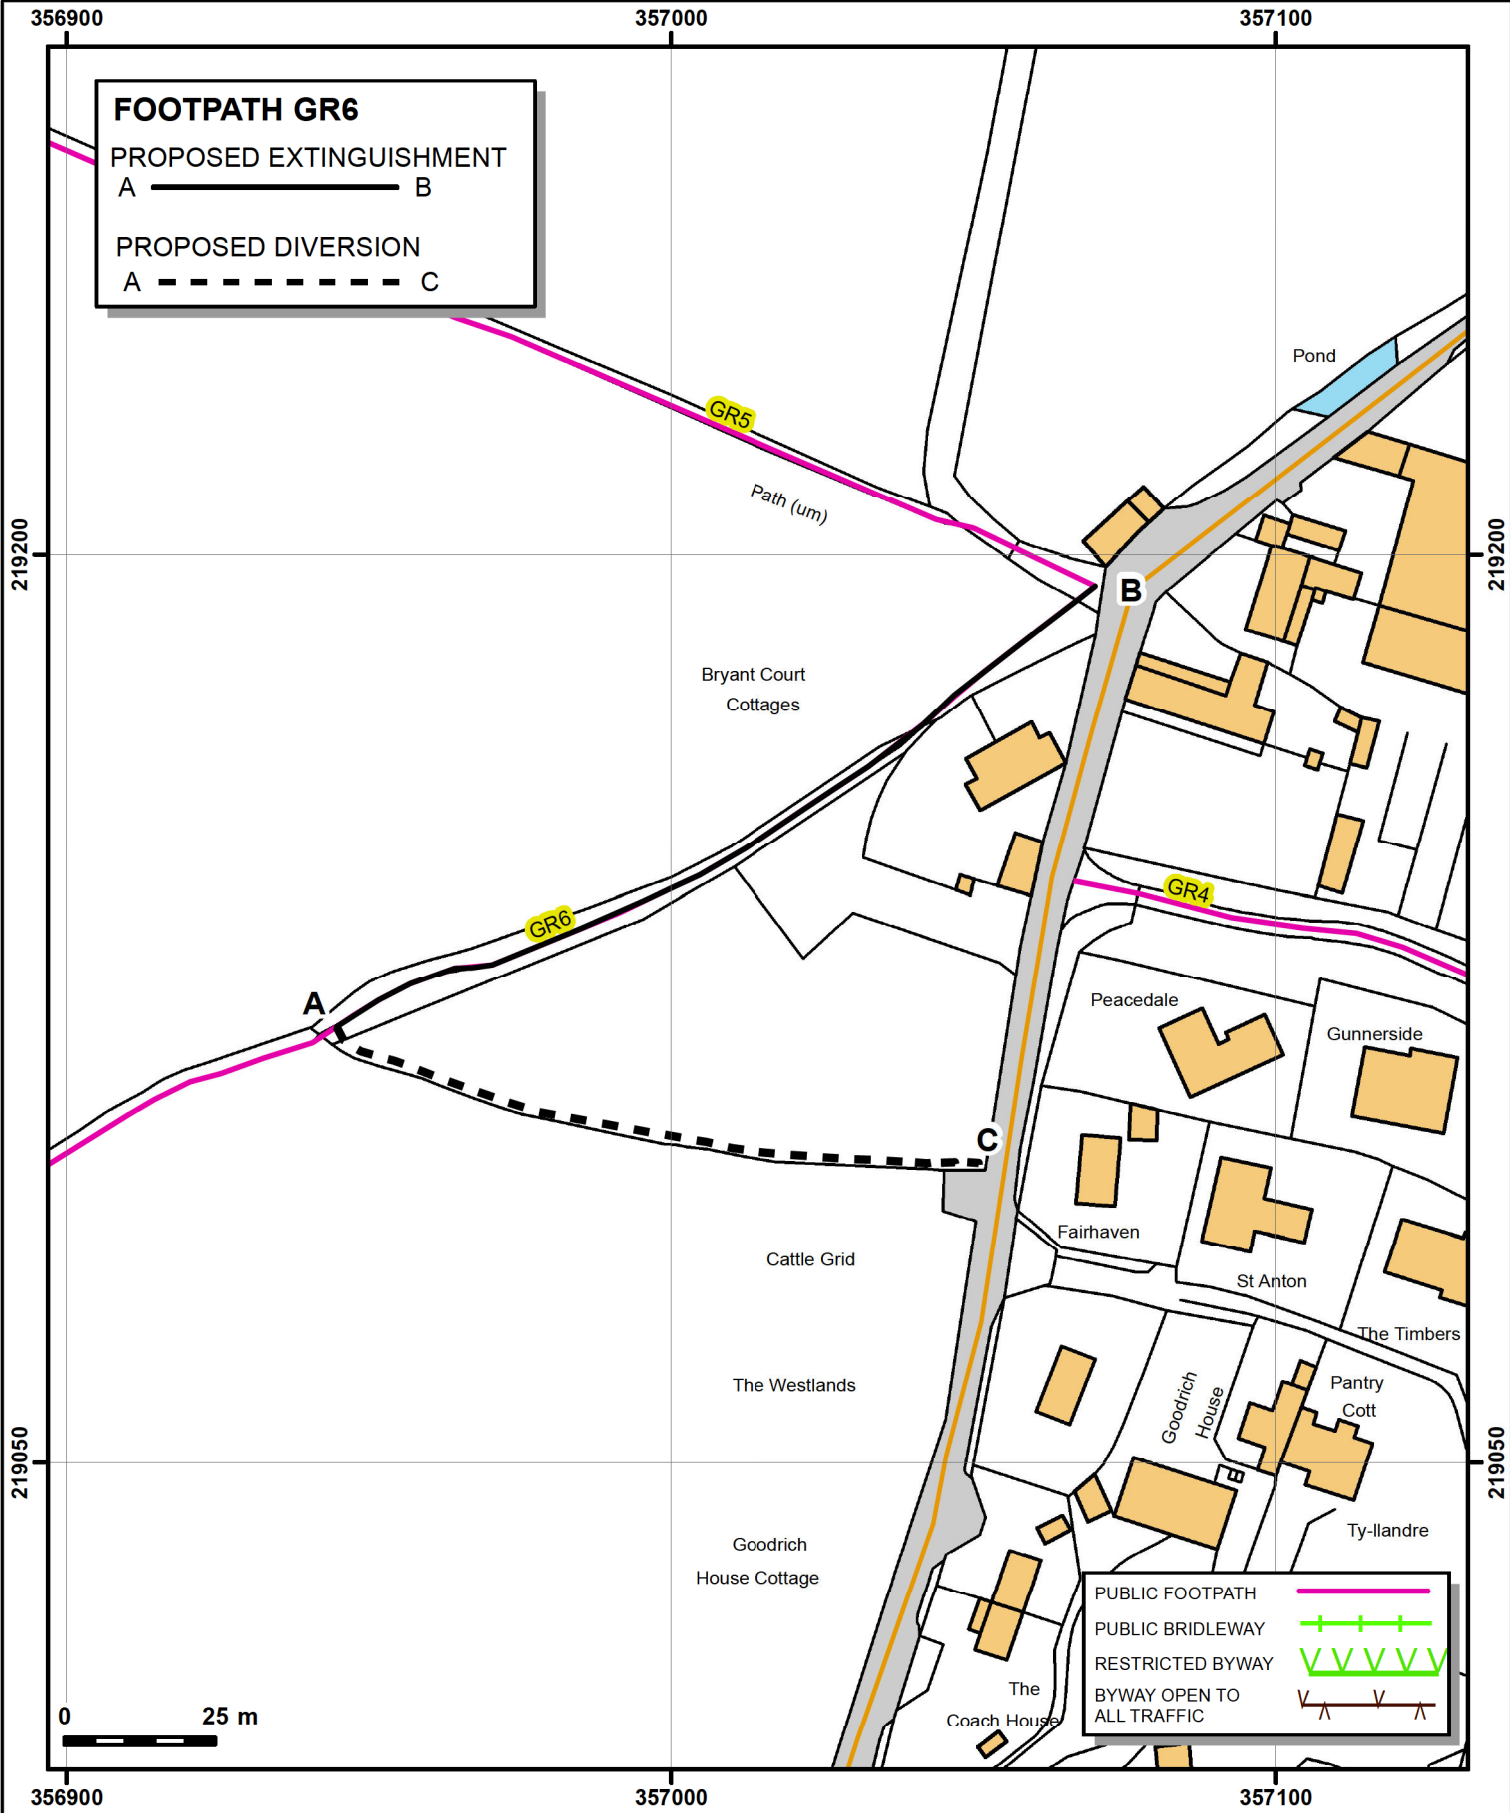 356900
357000
357100
FOOTPATH GR6
PROPOSED EXTINGUISHMENT
A B
PROPOSED DIVERSION
A C
Pond
GR5
Path (um)
219200
219200
B
Bryant Court
Cottages
GR4
GR6
A
Peacedale
Gunnerside
C
Fairhaven
Cattle Grid
St Anton
The Timbers
The Westlands
Pantry
Cott
Goodrich
House
219050
219050
Ty-llandre
Goodrich
House Cottage
PUBLIC FOOTPATH
PUBLIC BRIDLEWAY
RESTRICTED BYWAY
BYWAY OPEN TO
ALL TRAFFIC
The
Coach House
0 25 m
356900
357000
357100